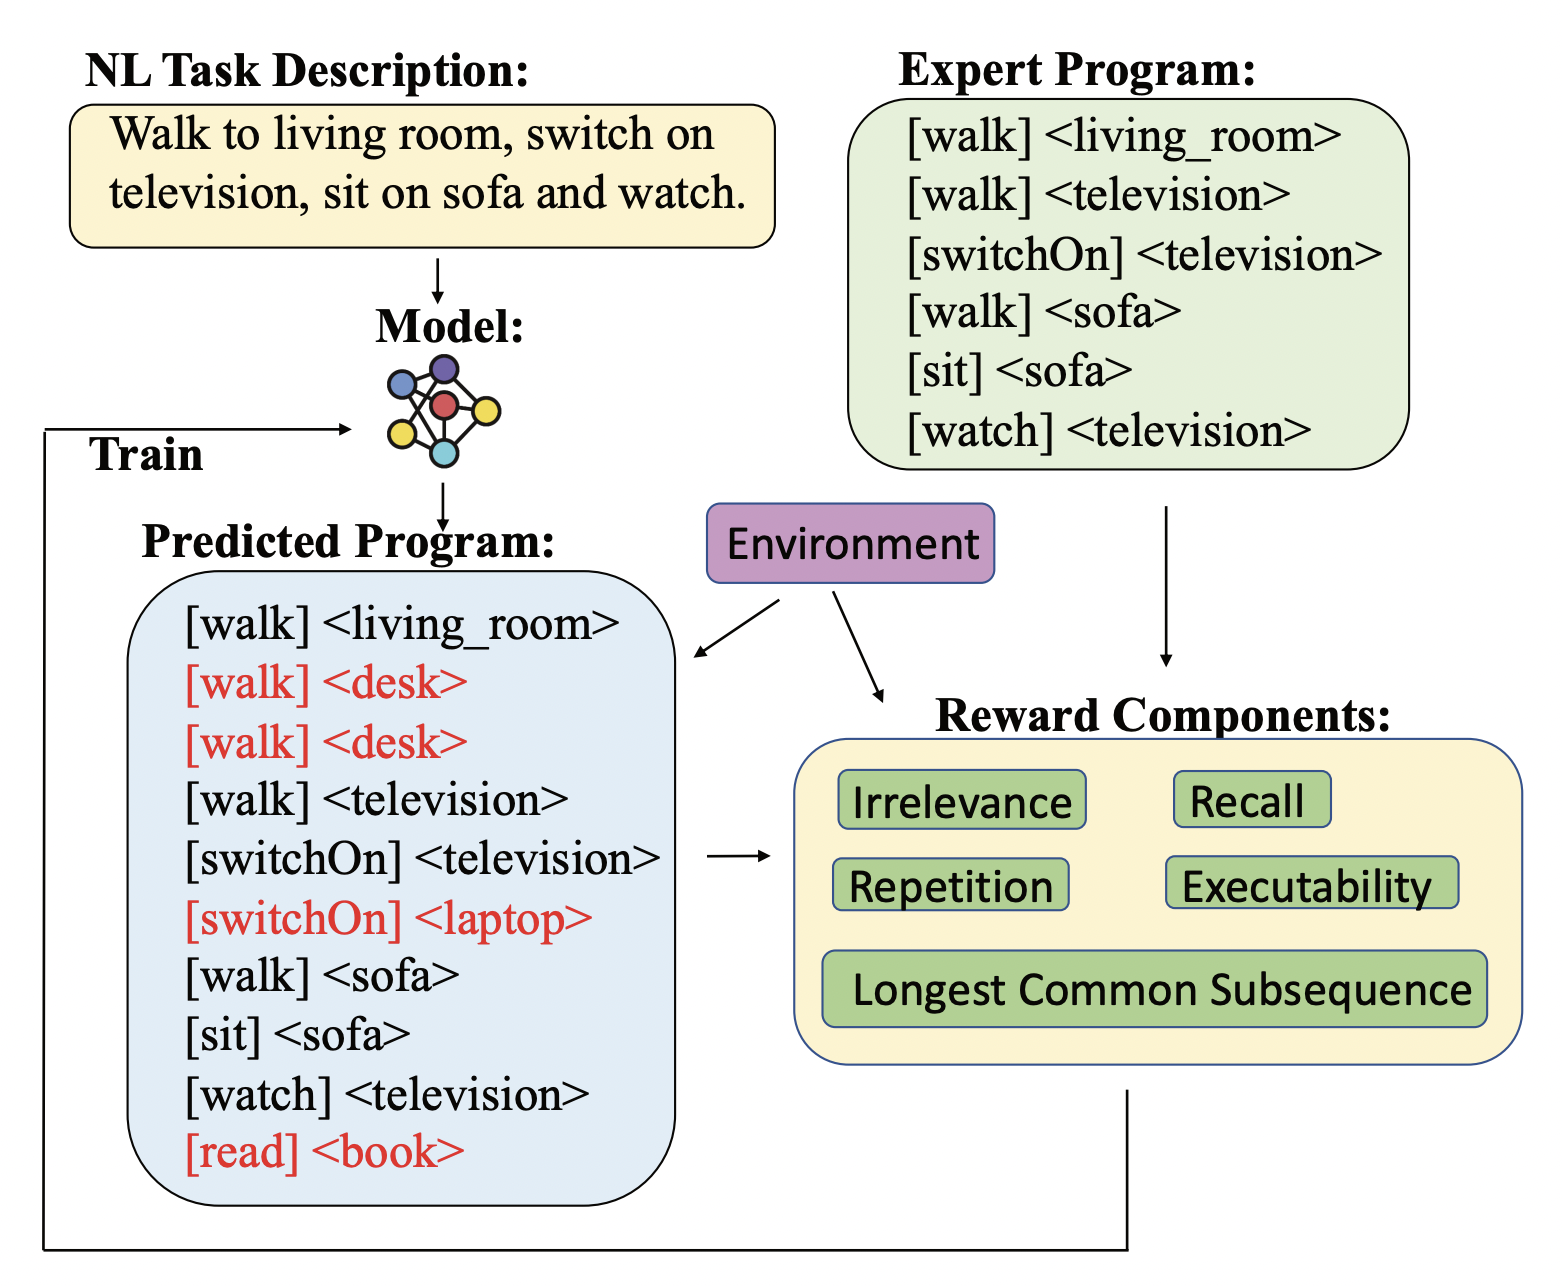 NL Task Description:
Walk to living room, switch on
television, sit on sofa and watch.
Model:
Train
Predicted Program:
[walk] <living_room>
[walk] <desk>
[walk] <desk>
[walk] <television>
[switchOn] <television>
[switchOn] <laptop>
[walk] <sofa>
[sit] <sofa>
[watch] <television>
[read] <book>
Expert Program:
[walk] <living_room>
[walk] <television>
[switchOn] <television>
[walk] <sofa>
[sit] <sofa>
[watch] <television>
Environment
Reward Components:
Irrelevance
Recall
Repetition
Executability
Longest Common Subsequence